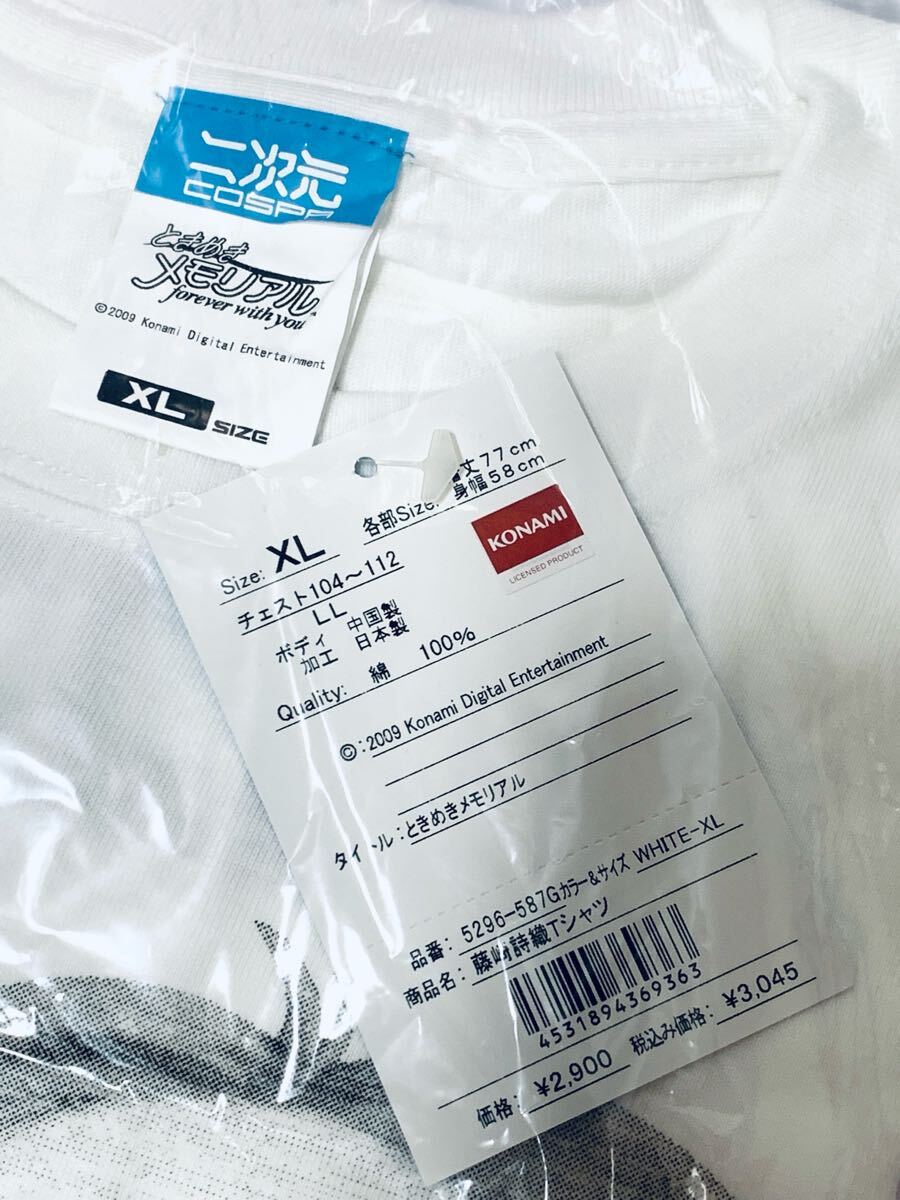 二次元
COSPA
ときめき
メモリアル
forever with you
©2009 Konami Digital Entertainment
XL SIZE
Size: XL 各部Size: 丈77cm
身幅58cm
チェスト104～112
LL
ボディ 中国製
加工 日本製
Quality: 綿 100%
KONAMI
LICENSED PRODUCT
©:2009 Konami Digital Entertainment
タイトル:ときめきメモリアル
品番: 5296-587G カラー&サイズ WHITE-XL
商品名: 藤崎詩織Tシャツ
4531894369363
価格: ¥2,900 税込み価格: ¥3,045